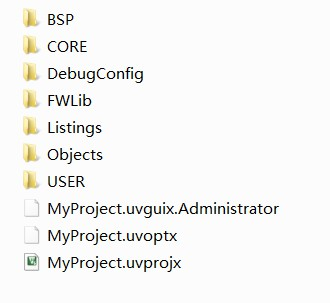 BSP
CORE
DebugConfig
FWLib
Listings
Objects
USER
MyProject.uvguix.Administrator
MyProject.uvoptx
MyProject.uvprojx